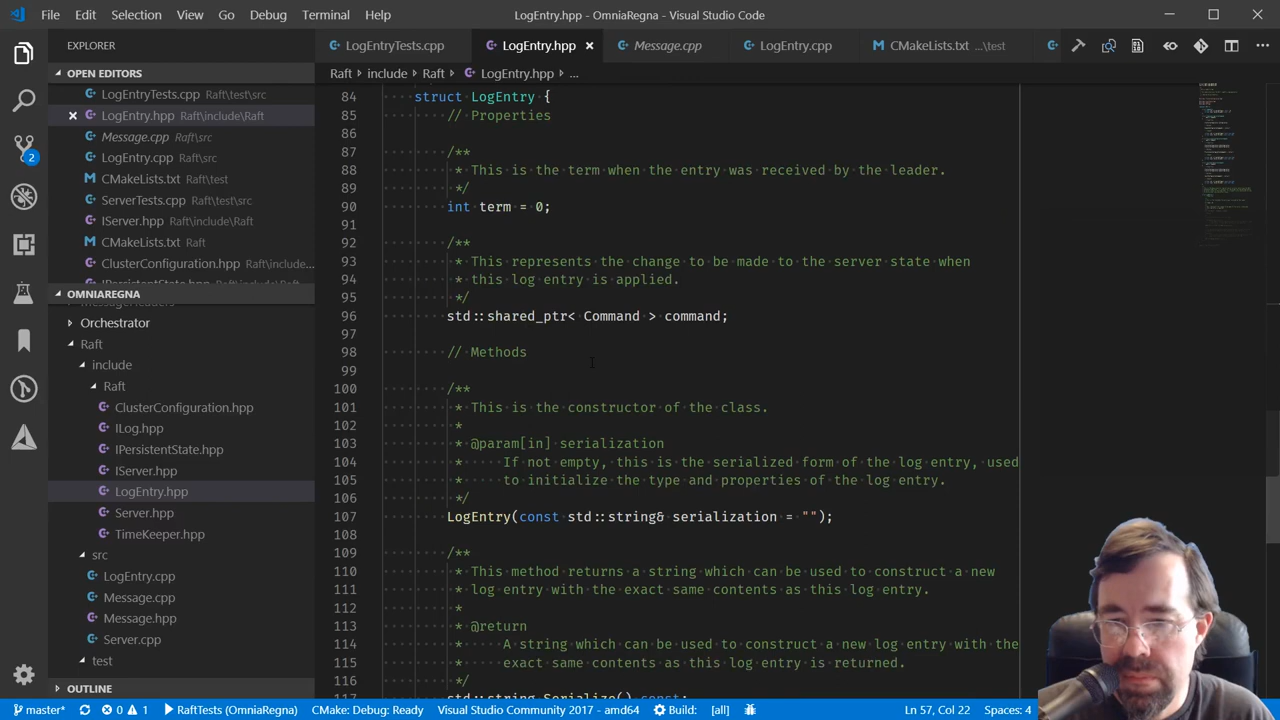 File Edit Selection View Go Debug Terminal Help LogEntry.hpp - OmniaRegna - Visual Studio Code
EXPLORER
OPEN EDITORS
LogEntryTests.cpp Raft\test\src
LogEntry.hpp Raft\include\Raft
Message.cpp Raft\src
LogEntry.cpp Raft\src
CMakeLists.txt Raft\test
ServerTests.cpp Raft\test\src
IServer.hpp Raft\include\Raft
CMakeLists.txt Raft
ClusterConfiguration.hpp Raft\include...
2
OMNIAREGNA
Orchestrator
Raft
include
Raft
ClusterConfiguration.hpp
ILog.hpp
IPersistentState.hpp
IServer.hpp
LogEntry.hpp
Server.hpp
TimeKeeper.hpp
src
LogEntry.cpp
Message.cpp
Message.hpp
Server.cpp
test
OUTLINE
LogEntryTests.cpp LogEntry.hpp Message.cpp LogEntry.cpp CMakeLists.txt ...\test
Raft > include > Raft > LogEntry.hpp > ...
84 struct LogEntry {
85 // Properties
86
87 /**
88 * This is the term when the entry was received by the leader.
89 */
90 int term = 0;
91
92 /**
93 * This represents the change to be made to the server state when
94 * this log entry is applied.
95 */
96 std::shared_ptr< Command > command;
97
98 // Methods
99
100 /**
101 * This is the constructor of the class.
102 *
103 * @param[in] serialization
104 * If not empty, this is the serialized form of the log entry, used
105 * to initialize the type and properties of the log entry.
106 */
107 LogEntry(const std::string& serialization = "");
108
109 /**
110 * This method returns a string which can be used to construct a new
111 * log entry with the exact same contents as this log entry.
112 *
113 * @return
114 * A string which can be used to construct a new log entry with the
115 * exact same contents as this log entry is returned.
116 */
117 std::string Serialize() const;
master* 0 1 RaftTests (OmniaRegna) CMake: Debug: Ready Visual Studio Community 2017 - amd64 Build: [all] Ln 57, Col 22 Spaces: 4